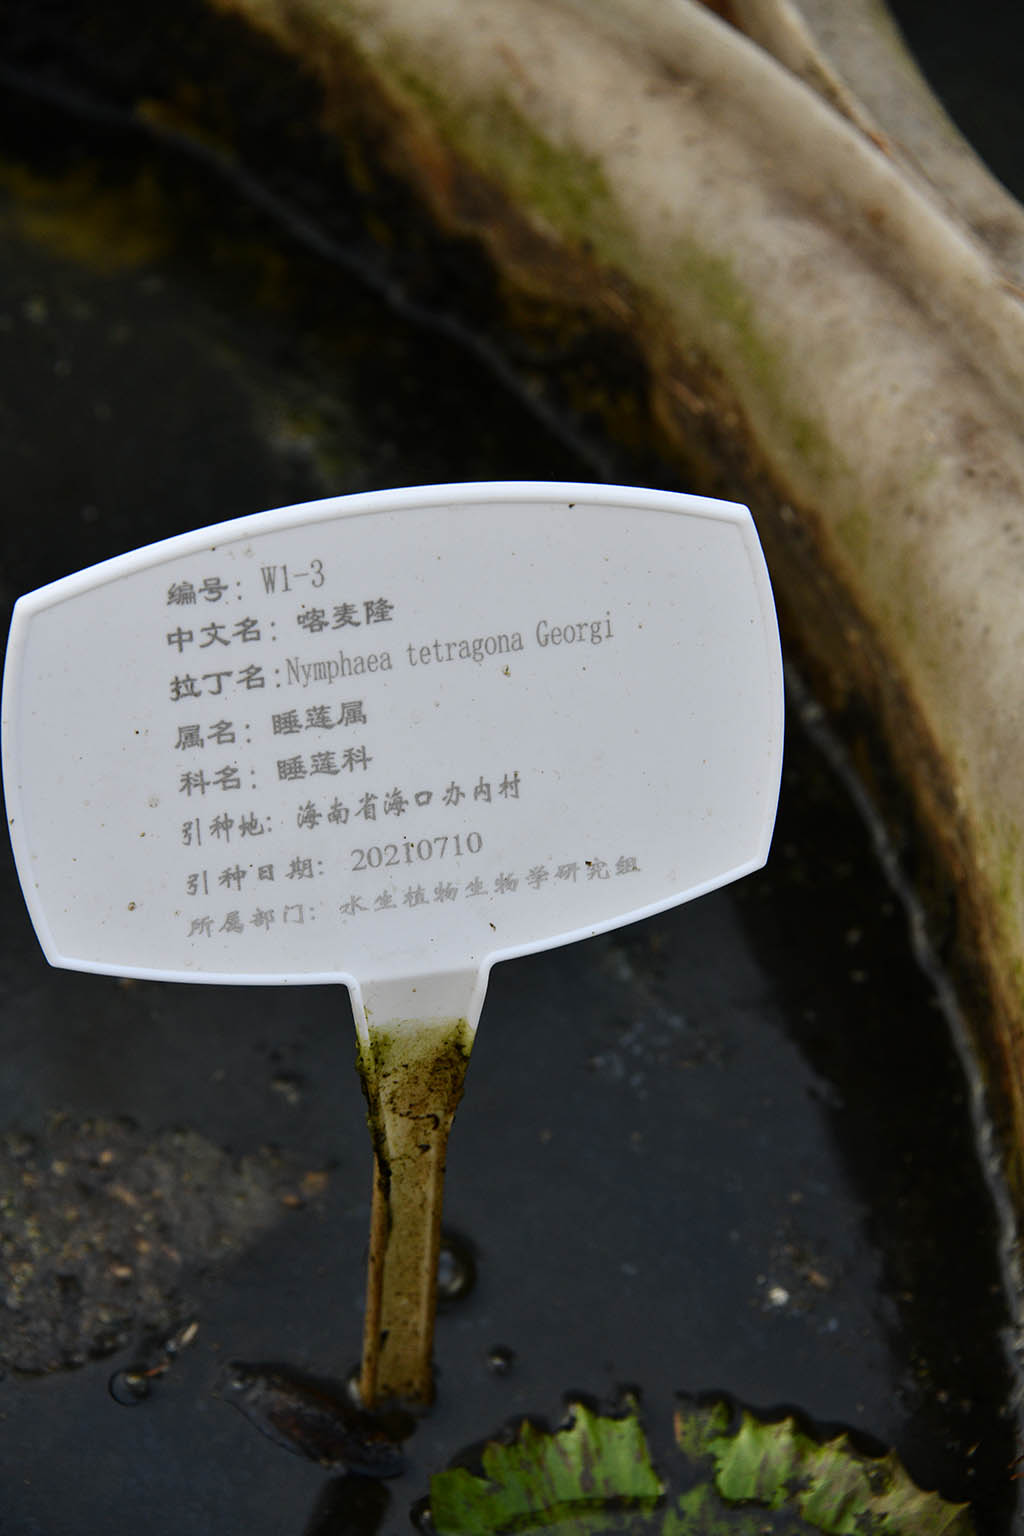 编号: W1-3
中文名: 喀麦隆
拉丁名:Nymphaea tetragona Georgi
属名: 睡莲属
科名: 睡莲科
引种地: 海南省海口办内村
引种日期: 20210710
所属部门: 水生植物生物学研究组